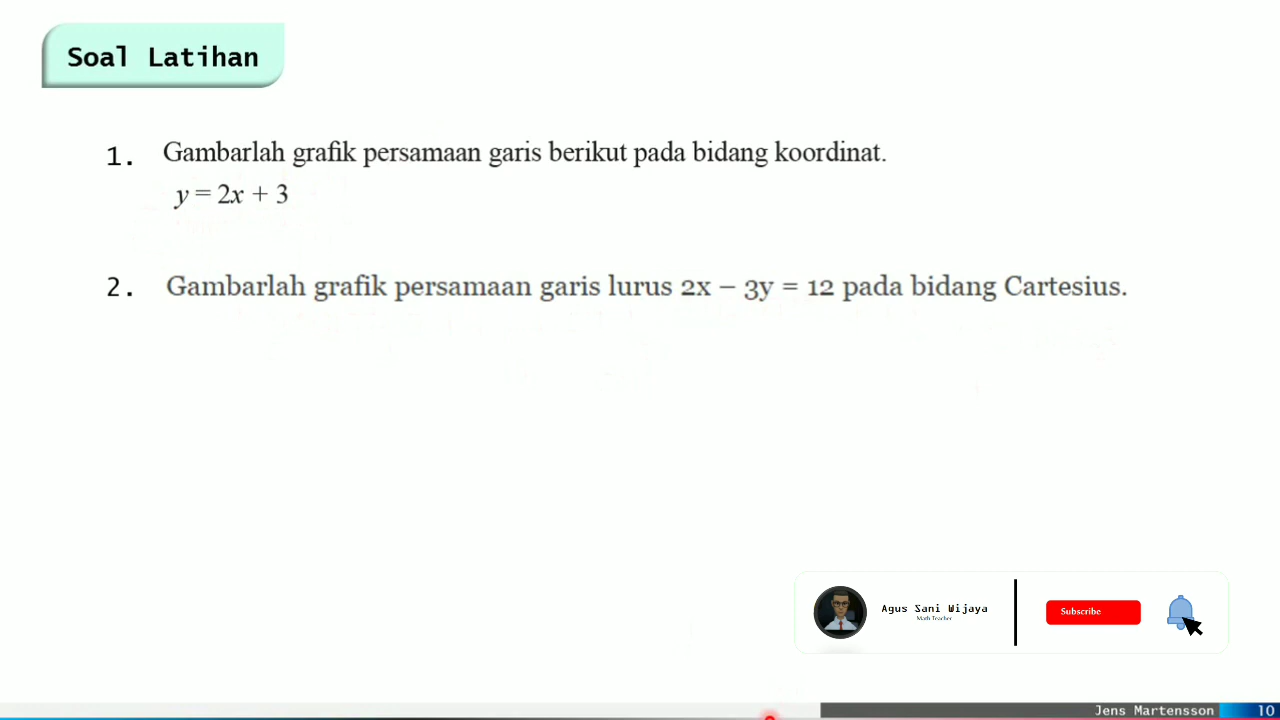 Soal Latihan
1. Gambarlah grafik persamaan garis berikut pada bidang koordinat.
y = 2x + 3
2. Gambarlah grafik persamaan garis lurus 2x – 3y = 12 pada bidang Cartesius.
Agus Sani Wijaya
Math Teacher
Subscribe
Jens Martensson 10